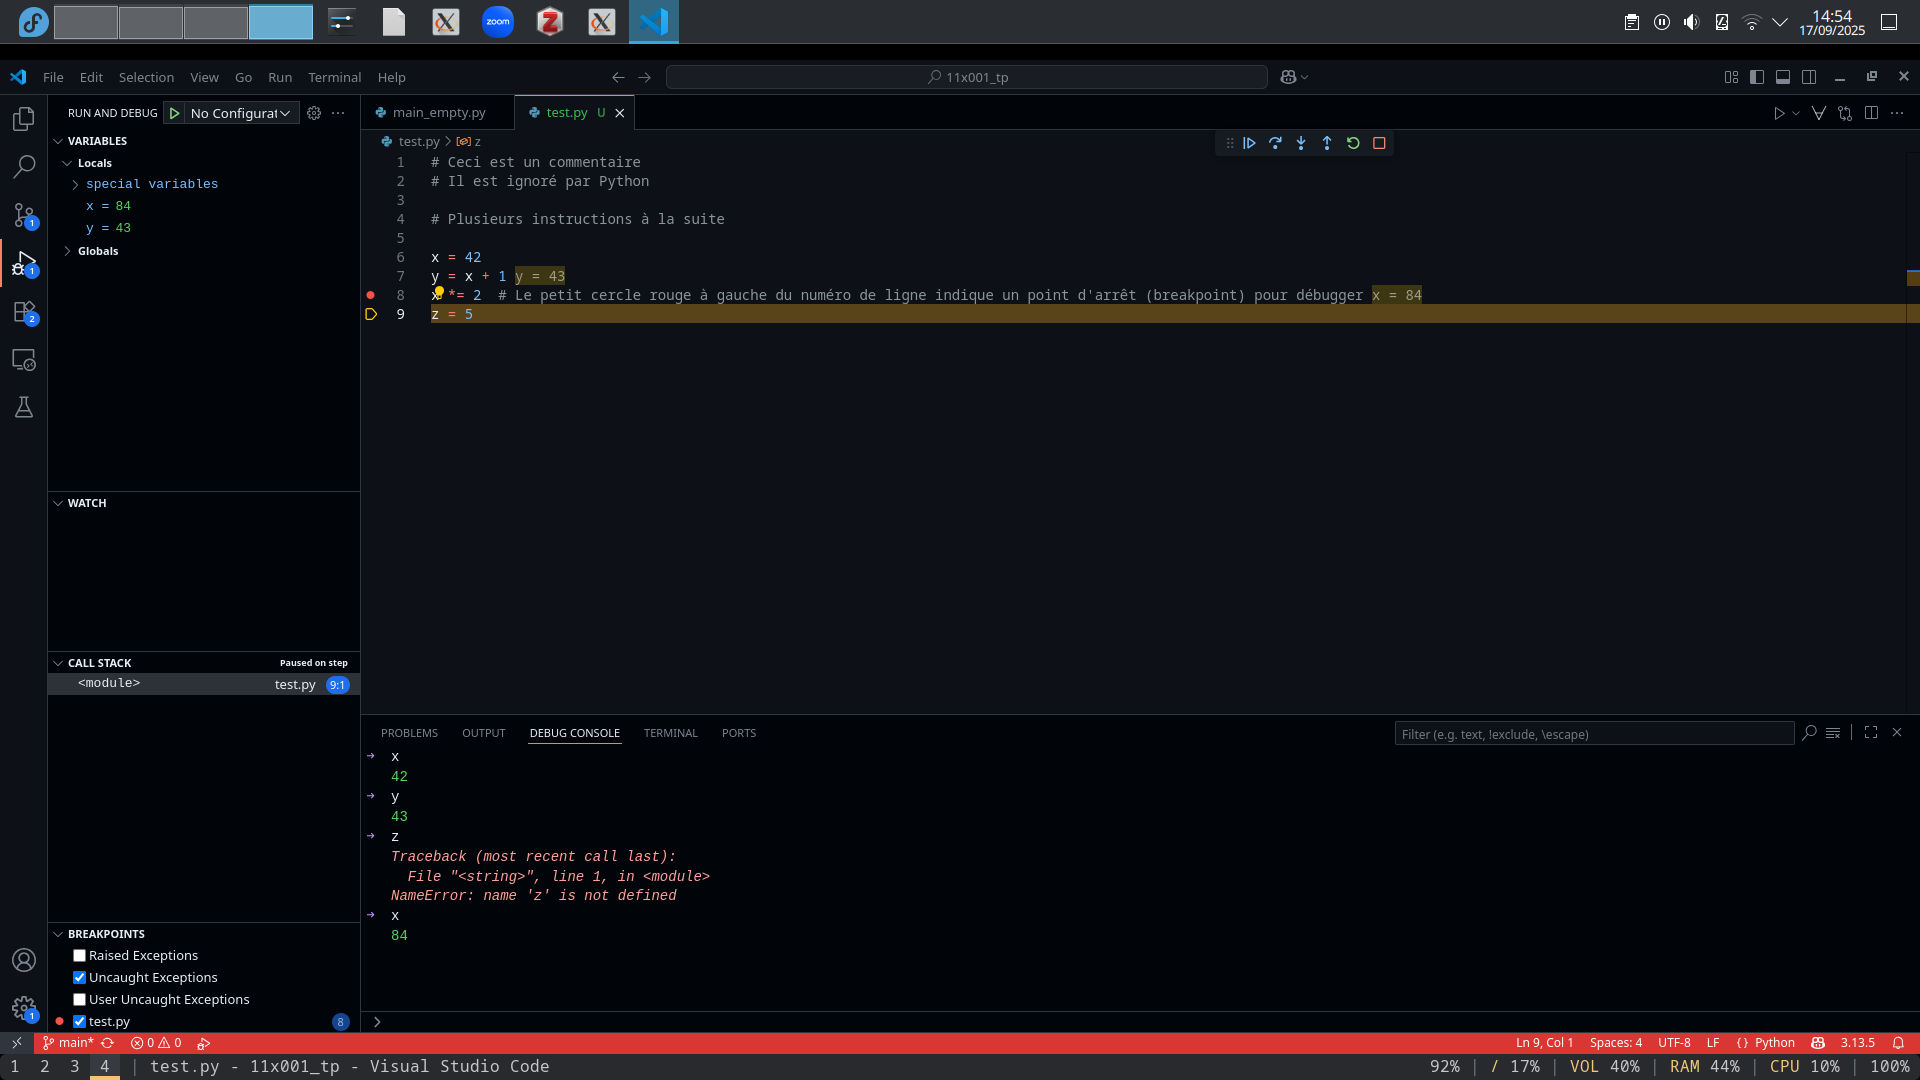 zoom
14:54
17/09/2025
File Edit Selection View Go Run Terminal Help
11x001_tp
RUN AND DEBUG No Configurat
main_empty.py
test.py U
VARIABLES
Locals
special variables
x = 84
y = 43
Globals
test.py > z
1 # Ceci est un commentaire
2 # Il est ignoré par Python
3
4 # Plusieurs instructions à la suite
5
6 x = 42
7 y = x + 1 y = 43
8 x *= 2 # Le petit cercle rouge à gauche du numéro de ligne indique un point d'arrêt (breakpoint) pour débugger x = 84
9 z = 5
WATCH
CALL STACK Paused on step
<module> test.py 9:1
PROBLEMS OUTPUT DEBUG CONSOLE TERMINAL PORTS
Filter (e.g. text, !exclude, \escape)
x
42
y
43
z
Traceback (most recent call last):
File "<string>", line 1, in <module>
NameError: name 'z' is not defined
x
84
1
1
2
1
BREAKPOINTS
Raised Exceptions
Uncaught Exceptions
User Uncaught Exceptions
test.py 8
main* 0 0
Ln 9, Col 1 Spaces: 4 UTF-8 LF {} Python 3.13.5
1 2 3 4 | test.py - 11x001_tp - Visual Studio Code
92% | / 17% | VOL 40% | RAM 44% | CPU 10% | 100%